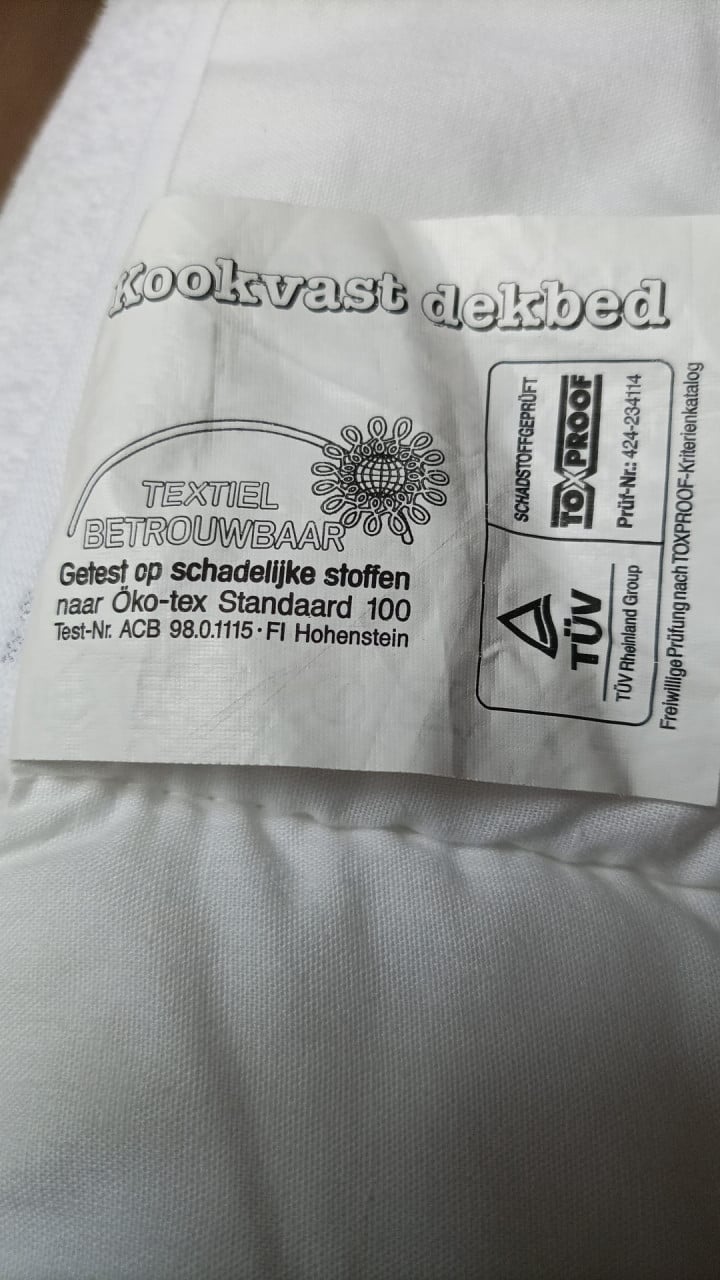 Kookvast dekbed
TEXTIEL
BETROUWBAAR
Getest op schadelijke stoffen
naar Öko-tex Standaard 100
Test-Nr. ACB 98.0.1115 · FI Hohenstein
TÜV
TÜV Rheinland Group
SCHADSTOFFGEPRÜFT
TOXPROOF
Prüf-Nr.: 424-234114
Freiwillige Prüfung nach TOXPROOF-Kriterienkatalog